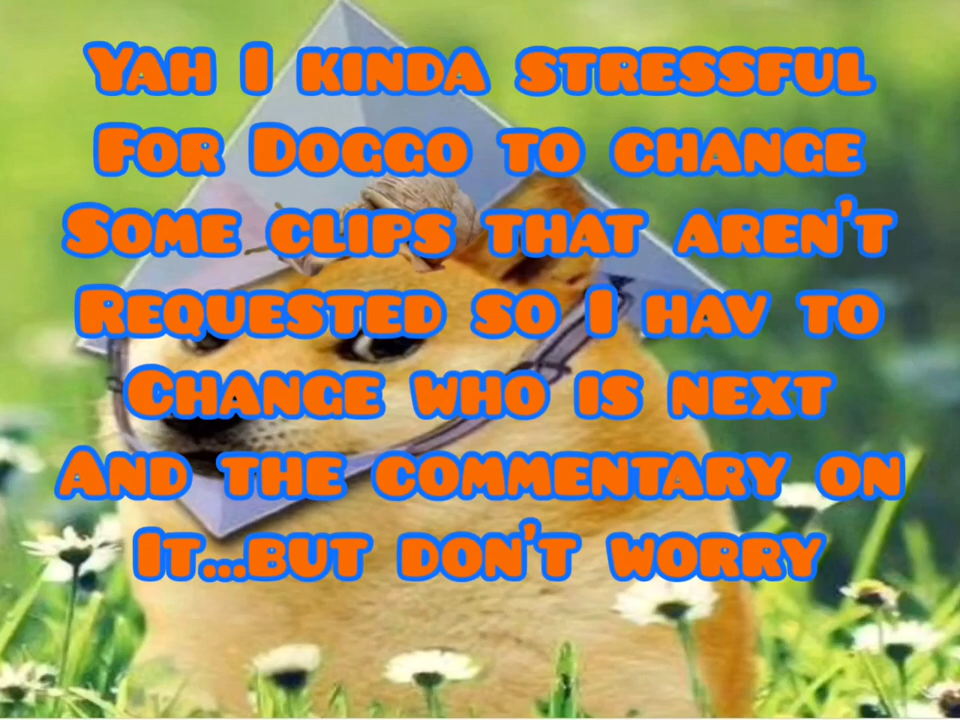 Yah I kinda stressful
For Doggo to change
Some clips that aren't
Requested so I hav to
Change who is next
And the commentary on
It...but don't worry